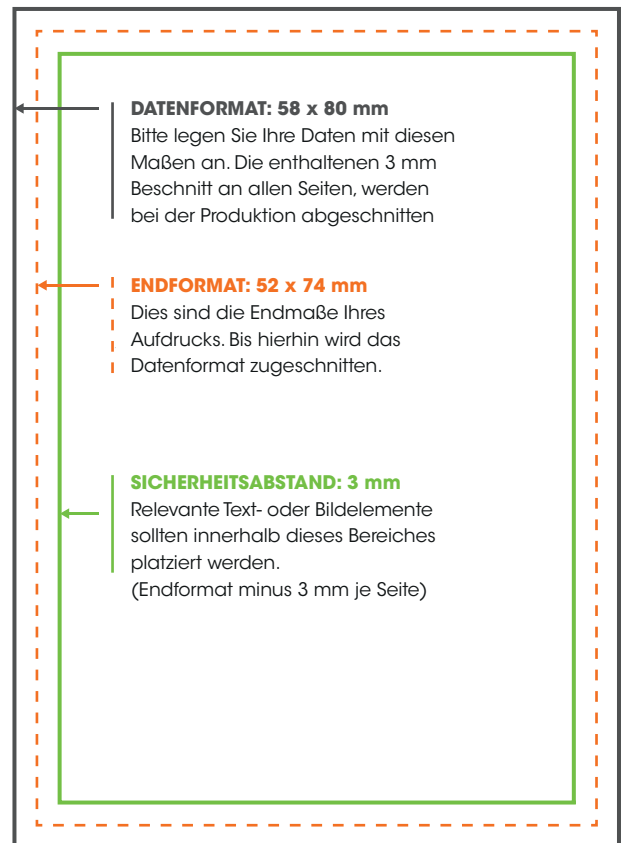 DATENFORMAT: 58 x 80 mm
Bitte legen Sie Ihre Daten mit diesen
Maßen an. Die enthaltenen 3 mm
Beschnitt an allen Seiten, werden
bei der Produktion abgeschnitten
ENDFORMAT: 52 x 74 mm
Dies sind die Endmaße Ihres
Aufdrucks. Bis hierhin wird das
Datenformat zugeschnitten.
SICHERHEITSABSTAND: 3 mm
Relevante Text- oder Bildelemente
sollten innerhalb dieses Bereiches
platziert werden.
(Endformat minus 3 mm je Seite)